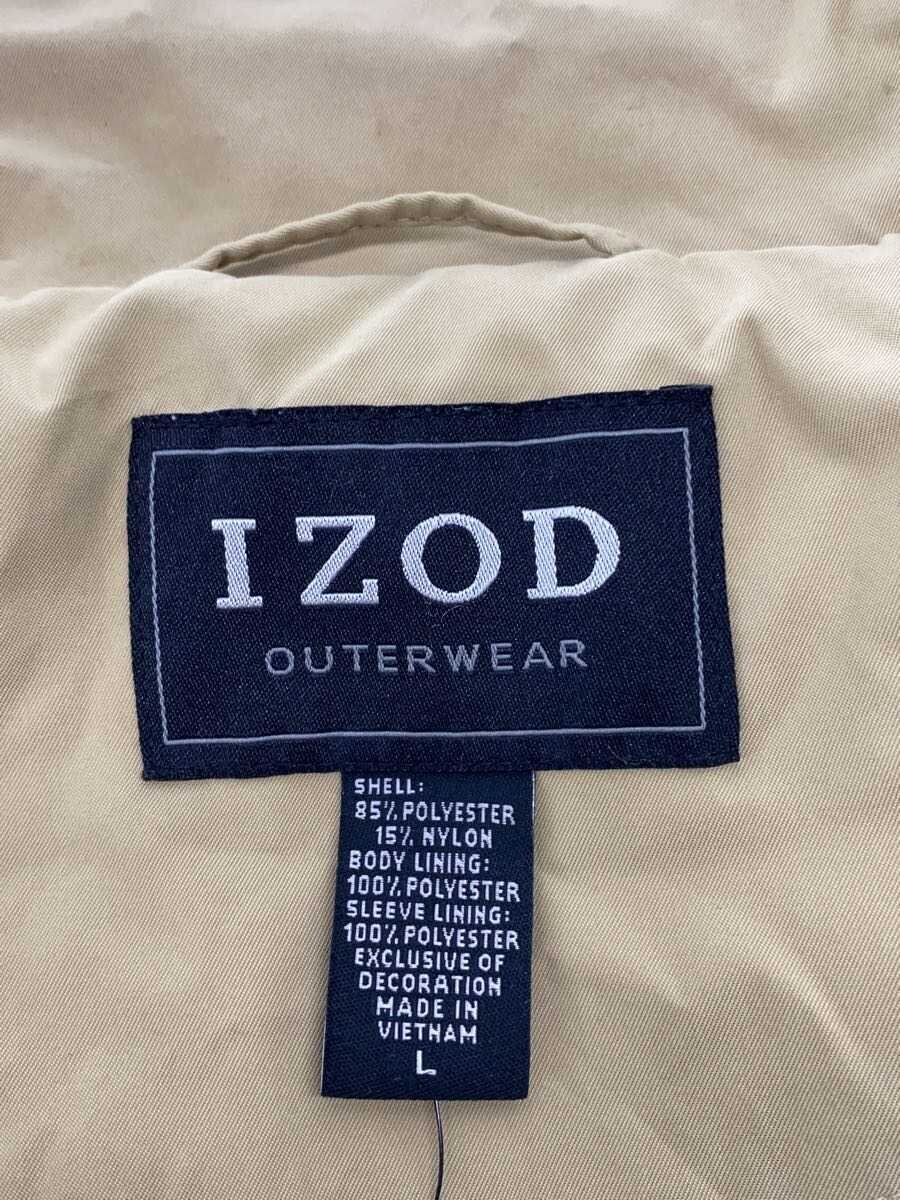 IZOD
OUTERWEAR
SHELL:
85% POLYESTER
15% NYLON
BODY LINING:
100% POLYESTER
SLEEVE LINING:
100% POLYESTER
EXCLUSIVE OF
DECORATION
MADE IN
VIETNAM
L